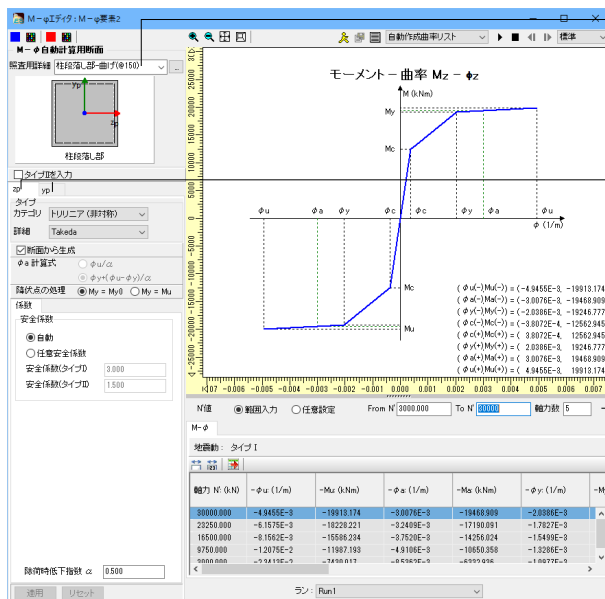 M－φエディタ：M－φ要素2
M－φ自動計算用断面
照査用詳細 柱段落し部-曲げ(@150)
yp
zp
柱段落し部
タイプⅡを入力
zp yp
タイプ
カテゴリ トリリニア (非対称)
詳細 Takeda
断面から生成
φa 計算式 φu/α
φy+(φu-φy)/α
降伏点の処理 My = My0 My = Mu
係数
安全係数
自動
任意安全係数
安全係数(タイプⅠ) 3.000
安全係数(タイプⅡ) 1.500
除荷時低下指数 α 0.500
適用 リセット
自動作成曲率リスト 標準
モーメント－曲率 Mz － φz
M (kNm)
My
Mc
φu φa φy φc φc φy φa φu
φ (1/m)
Mc
Mu
( φu(-)Mu(-)) = (-4.9455E-3, -19913.174
( φa(-)Ma(-)) = (-3.0076E-3, -19468.909
( φy(-)My(-)) = (-2.0386E-3, -19246.777
( φc(-)Mc(-)) = (-3.8072E-4, -12562.945
( φc(+)Mc(+)) = ( 3.8072E-4, 12562.945
( φy(+)My(+)) = ( 2.0386E-3, 19246.777
( φa(+)Ma(+)) = ( 3.0076E-3, 19468.909
( φu(+)Mu(+)) = ( 4.9455E-3, 19913.174
25000
20000
15000
10000
5000
0
-5000
-10000
-15000
-20000
-25000
-0.006 -0.005 -0.004 -0.003 -0.002 -0.001 0.000 0.001 0.002 0.003 0.004 0.005 0.006 0.007
N'値 範囲入力 任意設定 From N' 3000.000 To N' 30000 軸力数 5
M-φ
地震動： タイプⅠ
軸力 N': (kN) -φu: (1/m) -Mu: (kNm) -φa: (1/m) -Ma: (kNm) -φy: (1/m)
30000.000 -4.9455E-3 -19913.174 -3.0076E-3 -19468.909 -2.0386E-3
23250.000 -6.1575E-3 -18228.221 -3.2409E-3 -17190.091 -1.7827E-3
16500.000 -8.1562E-3 -15586.234 -3.7520E-3 -14256.024 -1.5499E-3
9750.000 -1.2075E-2 -11987.193 -4.9106E-3 -10650.358 -1.3286E-3
ラン： Run1